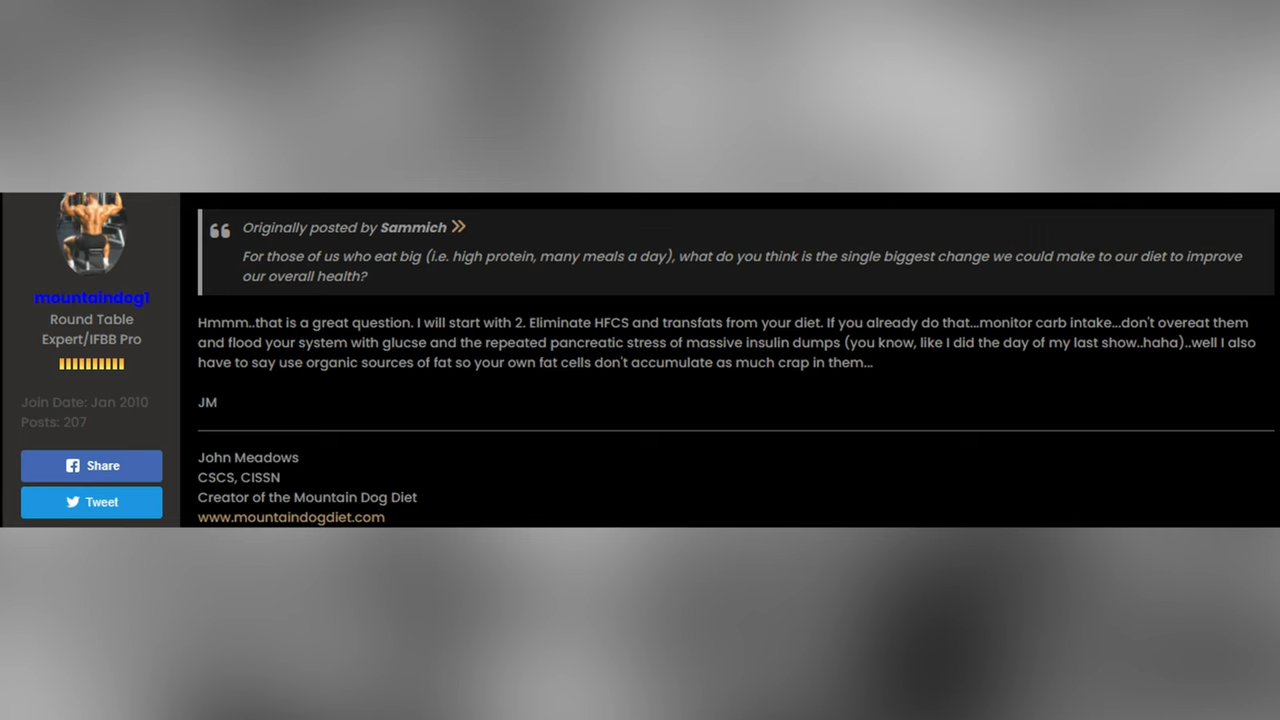 Originally posted by Sammich
For those of us who eat big (i.e. high protein, many meals a day), what do you think is the single biggest change we could make to our diet to improve
our overall health?
mountaindog1
Round Table
Expert/IFBB Pro
Join Date: Jan 2010
Posts: 207
Share
Tweet
Hmmm..that is a great question. I will start with 2. Eliminate HFCS and transfats from your diet. If you already do that...monitor carb intake...don't overeat them
and flood your system with glucse and the repeated pancreatic stress of massive insulin dumps (you know, like I did the day of my last show..haha)..well I also
have to say use organic sources of fat so your own fat cells don't accumulate as much crap in them...
JM
John Meadows
CSCS, CISSN
Creator of the Mountain Dog Diet
www.mountaindogdiet.com